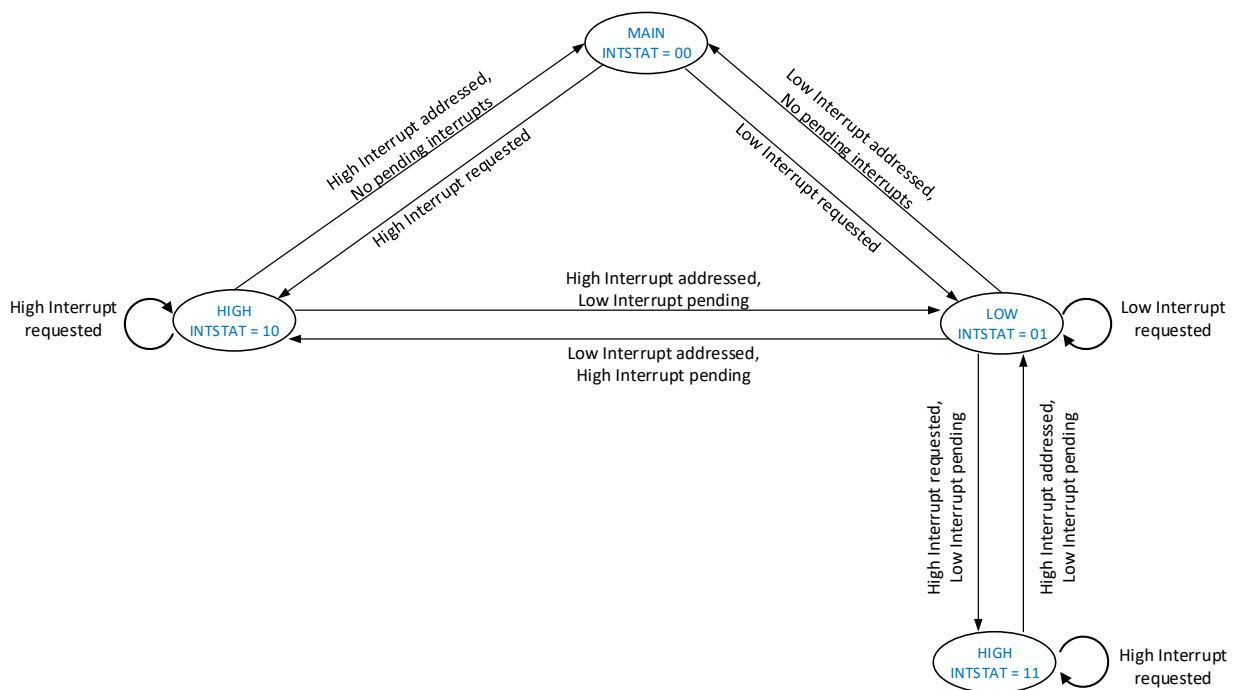 MAIN
INTSTAT = 00
High Interrupt addressed,
No pending interrupts
High Interrupt requested
Low Interrupt addressed,
No pending interrupts
Low Interrupt requested
High Interrupt
requested
HIGH
INTSTAT = 10
High Interrupt addressed,
Low Interrupt pending
Low Interrupt addressed,
High Interrupt pending
LOW
INTSTAT = 01
Low Interrupt
requested
High Interrupt requested,
Low Interrupt pending
High Interrupt addressed,
Low Interrupt pending
HIGH
INTSTAT = 11
High Interrupt
requested